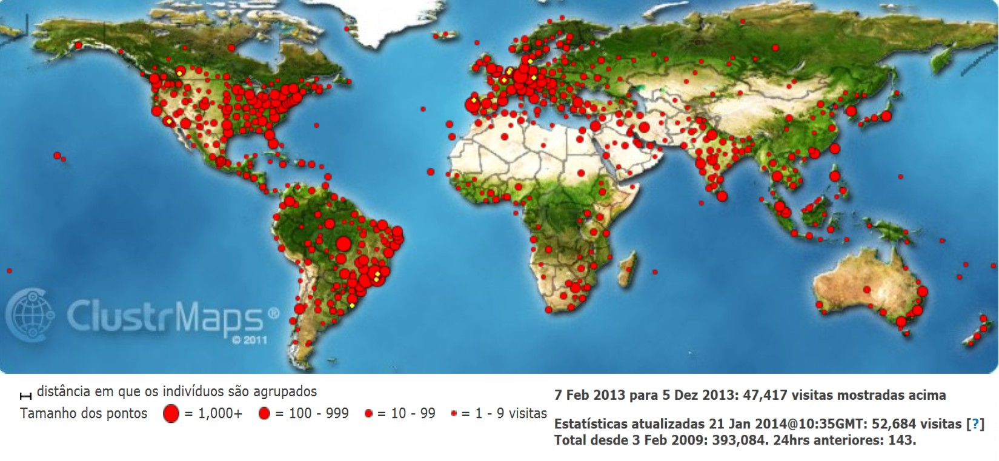 ClustrMaps®
© 2011
distância em que os indivíduos são agrupados
Tamanho dos pontos = 1,000+ = 100 - 999 = 10 - 99 = 1 - 9 visitas
7 Feb 2013 para 5 Dez 2013: 47,417 visitas mostradas acima
Estatísticas atualizadas 21 Jan 2014@10:35GMT: 52,684 visitas [?]
Total desde 3 Feb 2009: 393,084. 24hrs anteriores: 143.